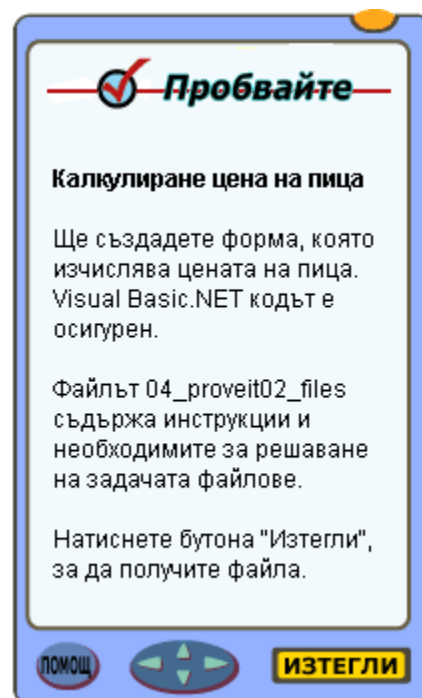 Пробвайте
Калкулиране цена на пица
Ще създадете форма, която
изчислява цената на пица.
Visual Basic.NET кодът е
осигурен.
Файлът 04_proveit02_files
съдържа инструкции и
необходимите за решаване
на задачата файлове.
Натиснете бутона "Изтегли",
за да получите файла.
ПОМОЩ
ИЗТЕГЛИ